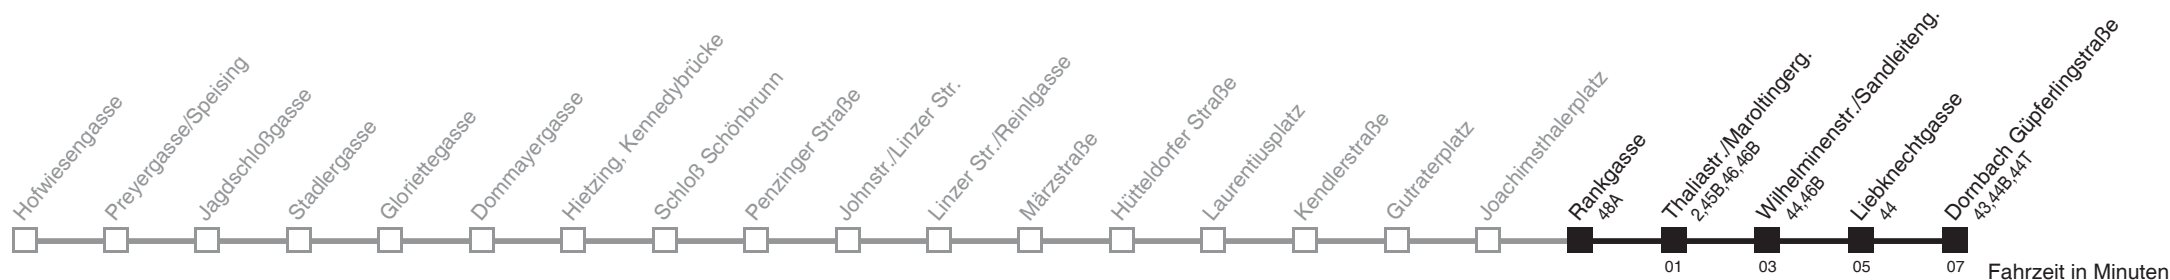 Hofwiesengasse
Preyergasse/Speising
Jagdschloßgasse
Stadlergasse
Gloriettegasse
Dommayergasse
Hietzing, Kennedybrücke
Schloß Schönbrunn
Penzinger Straße
Johnstr./Linzer Str.
Linzer Str./Reinlgasse
Märzstraße
Hütteldorfer Straße
Laurentiusplatz
Kendlerstraße
Gutraterplatz
Joachimsthalerplatz
Rankgasse
48A
Thaliastr./Maroltingerg.
2,45B,46,46B
Wilhelminenstr./Sandleiteng.
44,46B
Liebknechtgasse
44
Dornbach Güpferlingstraße
43,44B,44T
01
03
05
07
Fahrzeit in Minuten